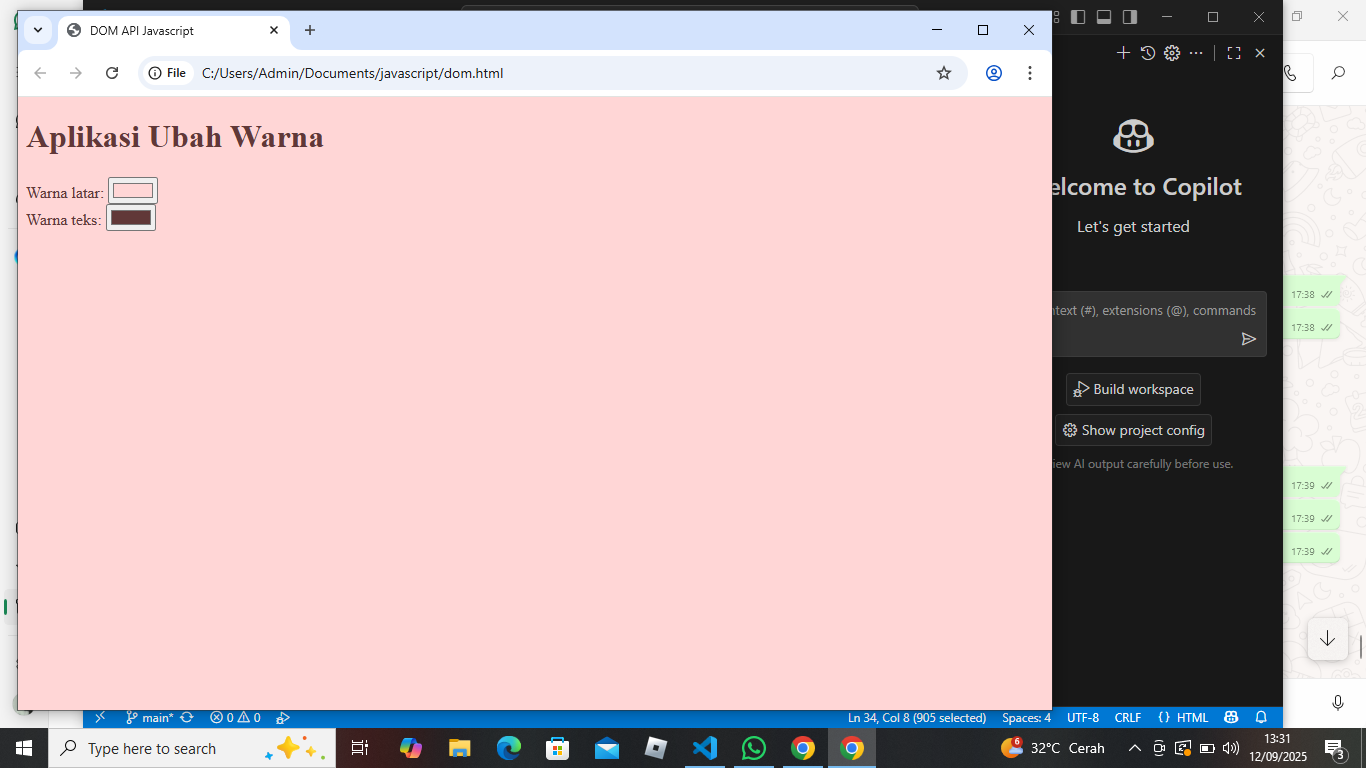 DOM API Javascript
File
C:/Users/Admin/Documents/javascript/dom.html
Aplikasi Ubah Warna
Warna latar:
Warna teks:
elcome to Copilot
Let's get started
ntext (#), extensions (@), commands
Build workspace
Show project config
iew AI output carefully before use.
17:38
17:38
17:39
17:39
17:39
main*
0
0
Ln 34, Col 8 (905 selected)
Spaces: 4
UTF-8
CRLF
{ } HTML
Type here to search
6
32°C Cerah
13:31
12/09/2025
3